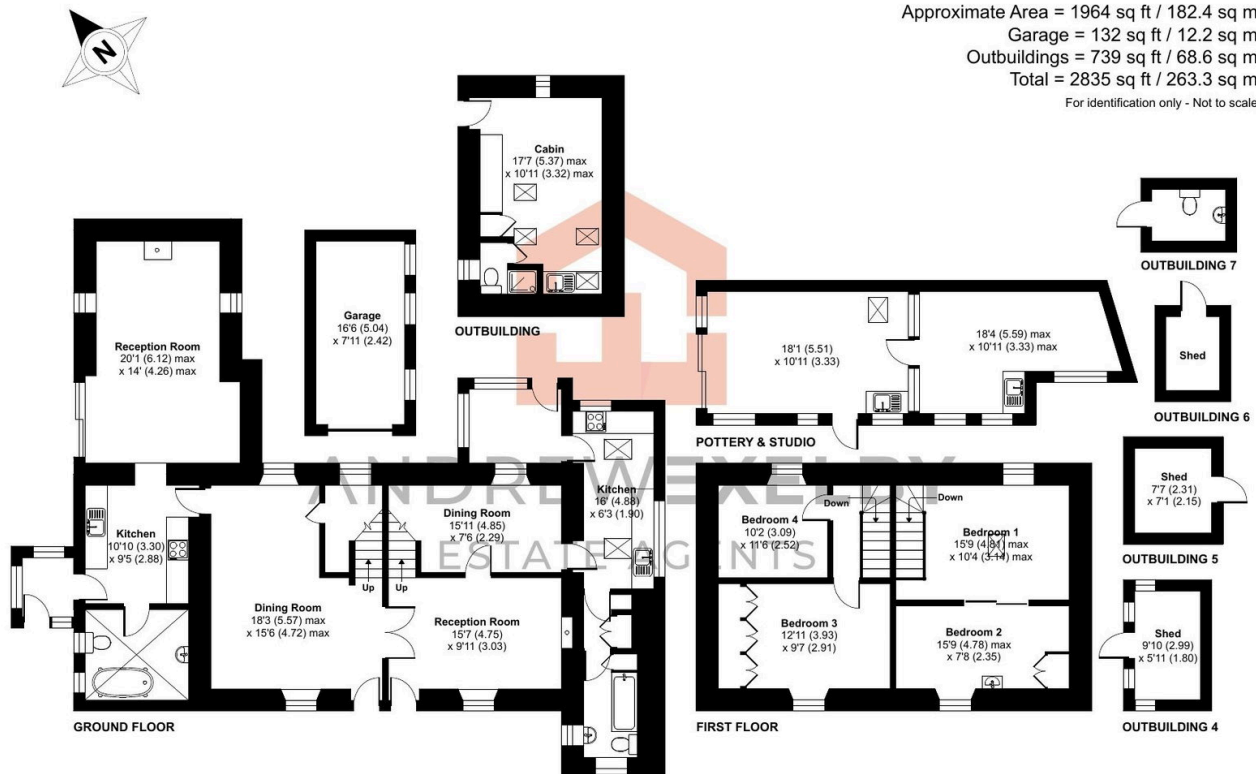 Approximate Area = 1964 sq ft / 182.4 sq m
Garage = 132 sq ft / 12.2 sq m
Outbuildings = 739 sq ft / 68.6 sq m
Total = 2835 sq ft / 263.3 sq m
For identification only - Not to scale
N
Cabin
17'7 (5.37) max
x 10'11 (3.32) max
OUTBUILDING
Reception Room
20'1 (6.12) max
x 14' (4.26) max
Garage
16'6 (5.04)
x 7'11 (2.42)
18'1 (5.51)
x 10'11 (3.33)
18'4 (5.59) max
x 10'11 (3.33) max
POTTERY & STUDIO
OUTBUILDING 7
Shed
OUTBUILDING 6
Shed
7'7 (2.31)
x 7'1 (2.15)
OUTBUILDING 5
Shed
9'10 (2.99)
x 5'11 (1.80)
OUTBUILDING 4
ANDREW EXELBY
ESTATE AGENTS
Kitchen
10'10 (3.30)
x 9'5 (2.88)
Dining Room
18'3 (5.57) max
x 15'6 (4.72) max
Up
Up
Dining Room
15'11 (4.85)
x 7'6 (2.29)
Reception Room
15'7 (4.75)
x 9'11 (3.03)
Kitchen
16' (4.88)
x 6'3 (1.90)
GROUND FLOOR
Bedroom 4
10'2 (3.09)
x 11'6 (2.52)
Down
Down
Bedroom 1
15'9 (4.81) max
x 10'4 (3.14) max
Bedroom 3
12'11 (3.93)
x 9'7 (2.91)
Bedroom 2
15'9 (4.78) max
x 7'8 (2.35)
FIRST FLOOR